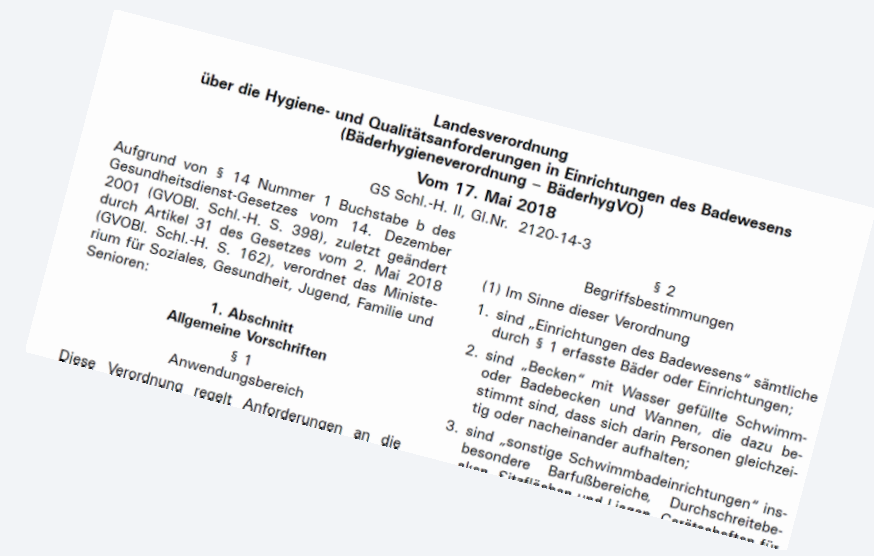 Landesverordnung
über die Hygiene- und Qualitätsanforderungen in Einrichtungen des Badewesens
(Bäderhygieneverordnung – BäderhygVO)
Vom 17. Mai 2018
GS Schl.-H. II, Gl.Nr. 2120-14-3
Aufgrund von § 14 Nummer 1 Buchstabe b des
Gesundheitsdienst-Gesetzes vom 14. Dezember
2001 (GVOBl. Schl.-H. S. 398), zuletzt geändert
durch Artikel 31 des Gesetzes vom 2. Mai 2018
(GVOBl. Schl.-H. S. 162), verordnet das Ministe-
rium für Soziales, Gesundheit, Jugend, Familie und
Senioren:
1. Abschnitt
Allgemeine Vorschriften
§ 1
Anwendungsbereich
Diese Verordnung regelt Anforderungen an die
§ 2
Begriffsbestimmungen
(1) Im Sinne dieser Verordnung
1. sind „Einrichtungen des Badewesens“ sämtliche
durch § 1 erfasste Bäder oder Einrichtungen;
2. sind „Becken“ mit Wasser gefüllte Schwimm-
oder Badebecken und Wannen, die dazu be-
stimmt sind, dass sich darin Personen gleichzei-
tig oder nacheinander aufhalten;
3. sind „sonstige Schwimmbadeinrichtungen“ ins-
besondere Barfußbereiche, Durchschreitebe-
cken, Sitzflächen und Liegen, Gerätschaften für